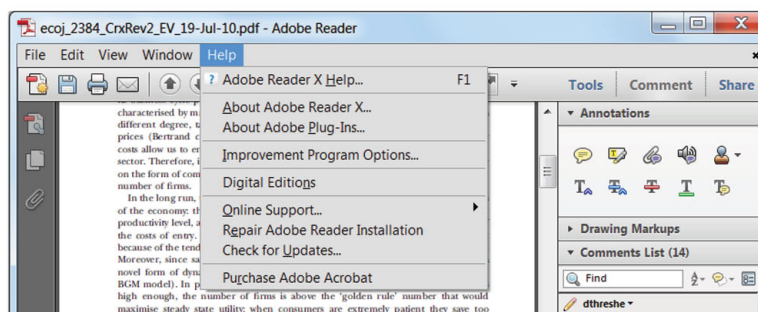 ecoj_2384_CrxRev2_EV_19-Jul-10.pdf - Adobe Reader
File Edit View Window Help
Tools Comment Share
Adobe Reader X Help... F1
About Adobe Reader X...
About Adobe Plug-Ins...
Improvement Program Options...
Digital Editions
Online Support...
Repair Adobe Reader Installation
Check for Updates...
Purchase Adobe Acrobat
characterised by m
different degree, t
prices (Bertrand c
costs allow us to er
sector. Therefore, i
on the form of com
number of firms.
In the long run,
of the economy: th
productivity level, a
the costs of entry.
because of the tend
Moreover, since sa
novel form of dyna
BGM model). In p
high enough, the number of firms is above the 'golden rule' number that would
maximise steady state utility: when consumers are extremely patient they save too
Annotations
Drawing Markups
Comments List (14)
Find
dthreshe